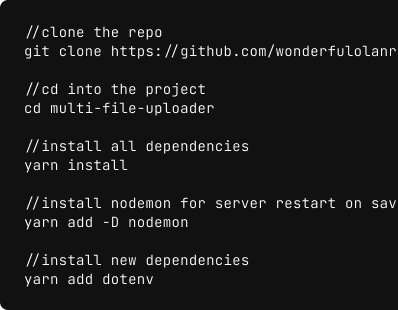 //clone the repo
git clone https://github.com/wonderfulolanr
//cd into the project
cd multi-file-uploader
//install all dependencies
yarn install
//install nodemon for server restart on sav
yarn add -D nodemon
//install new dependencies
yarn add dotenv